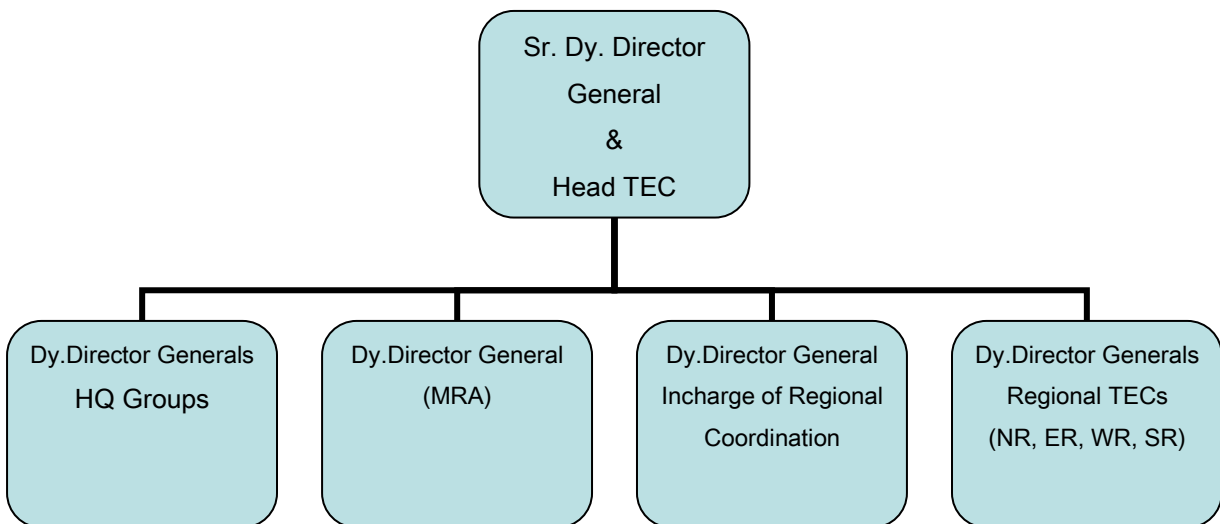 Sr. Dy. Director
General
&
Head TEC
Dy.Director Generals
HQ Groups
Dy.Director General
(MRA)
Dy.Director General
Incharge of Regional
Coordination
Dy.Director Generals
Regional TECs
(NR, ER, WR, SR)